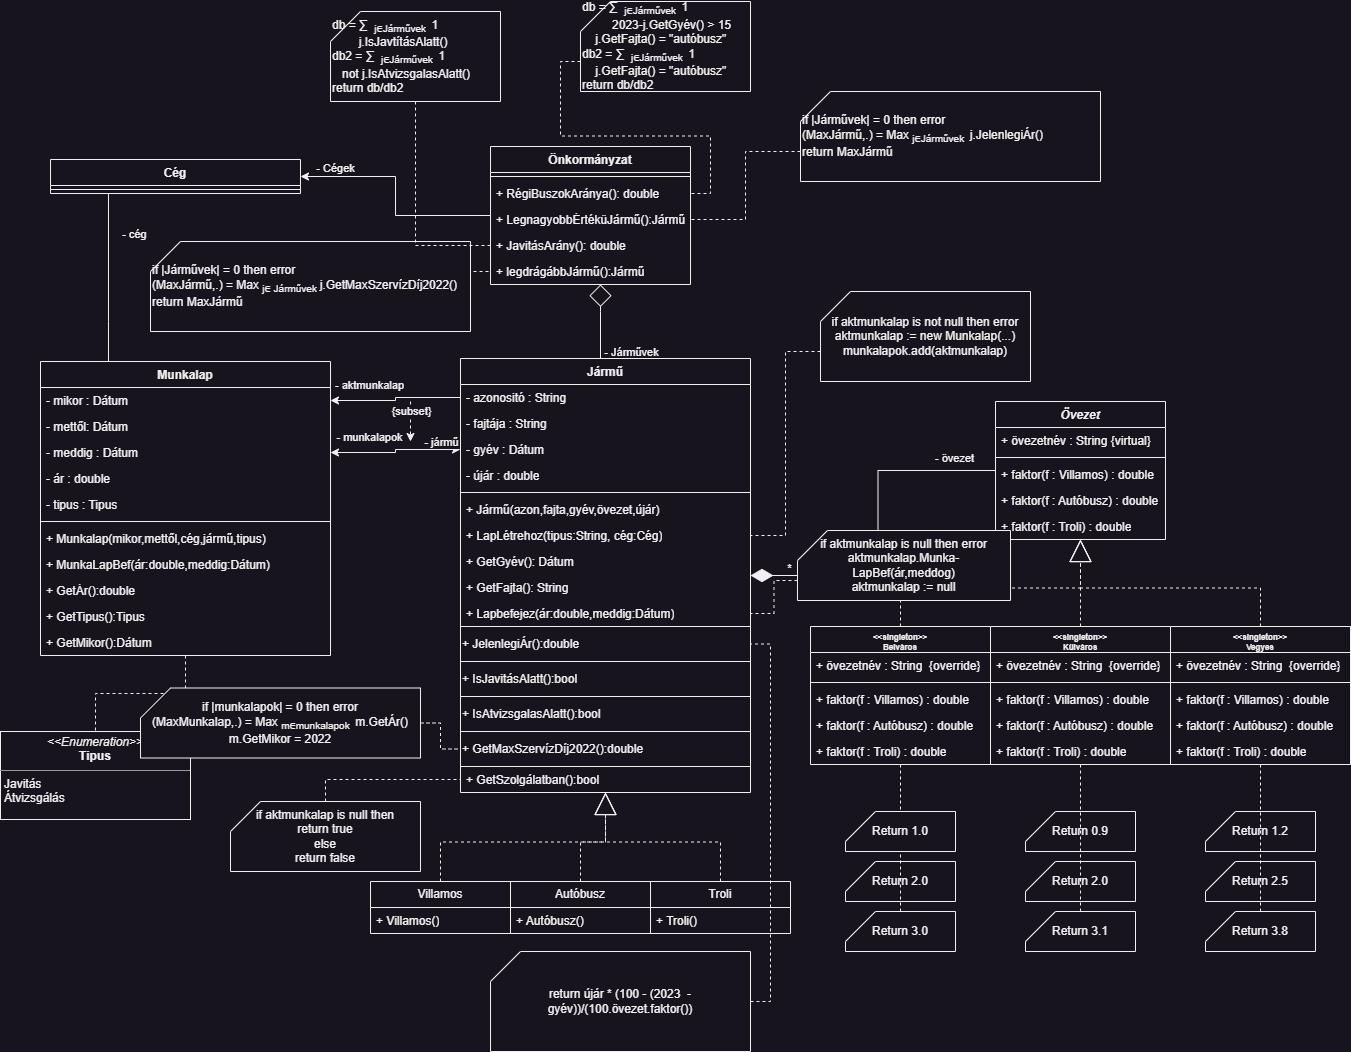 db = ∑ j∈Járművek 1
j.IsJavtításAlatt()
db2 = ∑ j∈Járművek 1
not j.IsAtvizsgalasAlatt()
return db/db2
db = ∑ j∈Járművek 1
2023-j.GetGyév() > 15
j.GetFajta() = "autóbusz"
db2 = ∑ j∈Járművek 1
j.GetFajta() = "autóbusz"
return db/db2
if |Járművek| = 0 then error
(MaxJármű,.) = Max j∈Járművek j.JelenlegiÁr()
return MaxJármű
Cég
- Cégek
Önkormányzat
+ RégiBuszokAránya(): double
+ LegnagyobbÉrtéküJármű():Jármű
+ JavitásArány(): double
+ legdrágábbJármű():Jármű
- cég
if |Járművek| = 0 then error
(MaxJármű,.) = Max j∈ Járművek j.GetMaxSzervízDíj2022()
return MaxJármű
- Járművek
if aktmunkalap is not null then error
aktmunkalap := new Munkalap(...)
munkalapok.add(aktmunkalap)
Munkalap
- mikor : Dátum
- mettől: Dátum
- meddig : Dátum
- ár : double
- tipus : Tipus
+ Munkalap(mikor,mettől,cég,jármű,tipus)
+ MunkaLapBef(ár:double,meddig:Dátum)
+ GetÁr():double
+ GetTipus():Tipus
+ GetMikor():Dátum
- aktmunkalap
{subset}
- munkalapok
- jármű
Jármű
- azonositó : String
- fajtája : String
- gyév : Dátum
- újár : double
+ Jármű(azon,fajta,gyév,övezet,újár)
+ LapLétrehoz(tipus:String, cég:Cég)
+ GetGyév(): Dátum
+ GetFajta(): String
+ Lapbefejez(ár:double,meddig:Dátum)
+ JelenlegiÁr():double
+ IsJavitásAlatt():bool
+ IsAtvizsgalasAlatt():bool
+ GetMaxSzervízDíj2022():double
+ GetSzolgálatban():bool
- övezet
*
Övezet
+ övezetnév : String {virtual}
+ faktor(f : Villamos) : double
+ faktor(f : Autóbusz) : double
+ faktor(f : Troli) : double
if aktmunkalap is null then error
aktmunkalap.Munka-
LapBef(ár,meddog)
aktmunkalap := null
<<singleton>>
Belváros
+ övezetnév : String {override}
+ faktor(f : Villamos) : double
+ faktor(f : Autóbusz) : double
+ faktor(f : Troli) : double
<<singleton>>
Külváros
+ övezetnév : String {override}
+ faktor(f : Villamos) : double
+ faktor(f : Autóbusz) : double
+ faktor(f : Troli) : double
<<singleton>>
Vegyes
+ övezetnév : String {override}
+ faktor(f : Villamos) : double
+ faktor(f : Autóbusz) : double
+ faktor(f : Troli) : double
<<Enumeration>>
Tipus
Javitás
Átvizsgálás
if |munkalapok| = 0 then error
(MaxMunkalap,.) = Max m∈munkalapok m.GetÁr()
m.GetMikor = 2022
if aktmunkalap is null then
return true
else
return false
Villamos
+ Villamos()
Autóbusz
+ Autóbusz()
Troli
+ Troli()
return újár * (100 - (2023 -
gyév))/(100.övezet.faktor())
Return 1.0
Return 2.0
Return 3.0
Return 0.9
Return 2.0
Return 3.1
Return 1.2
Return 2.5
Return 3.8